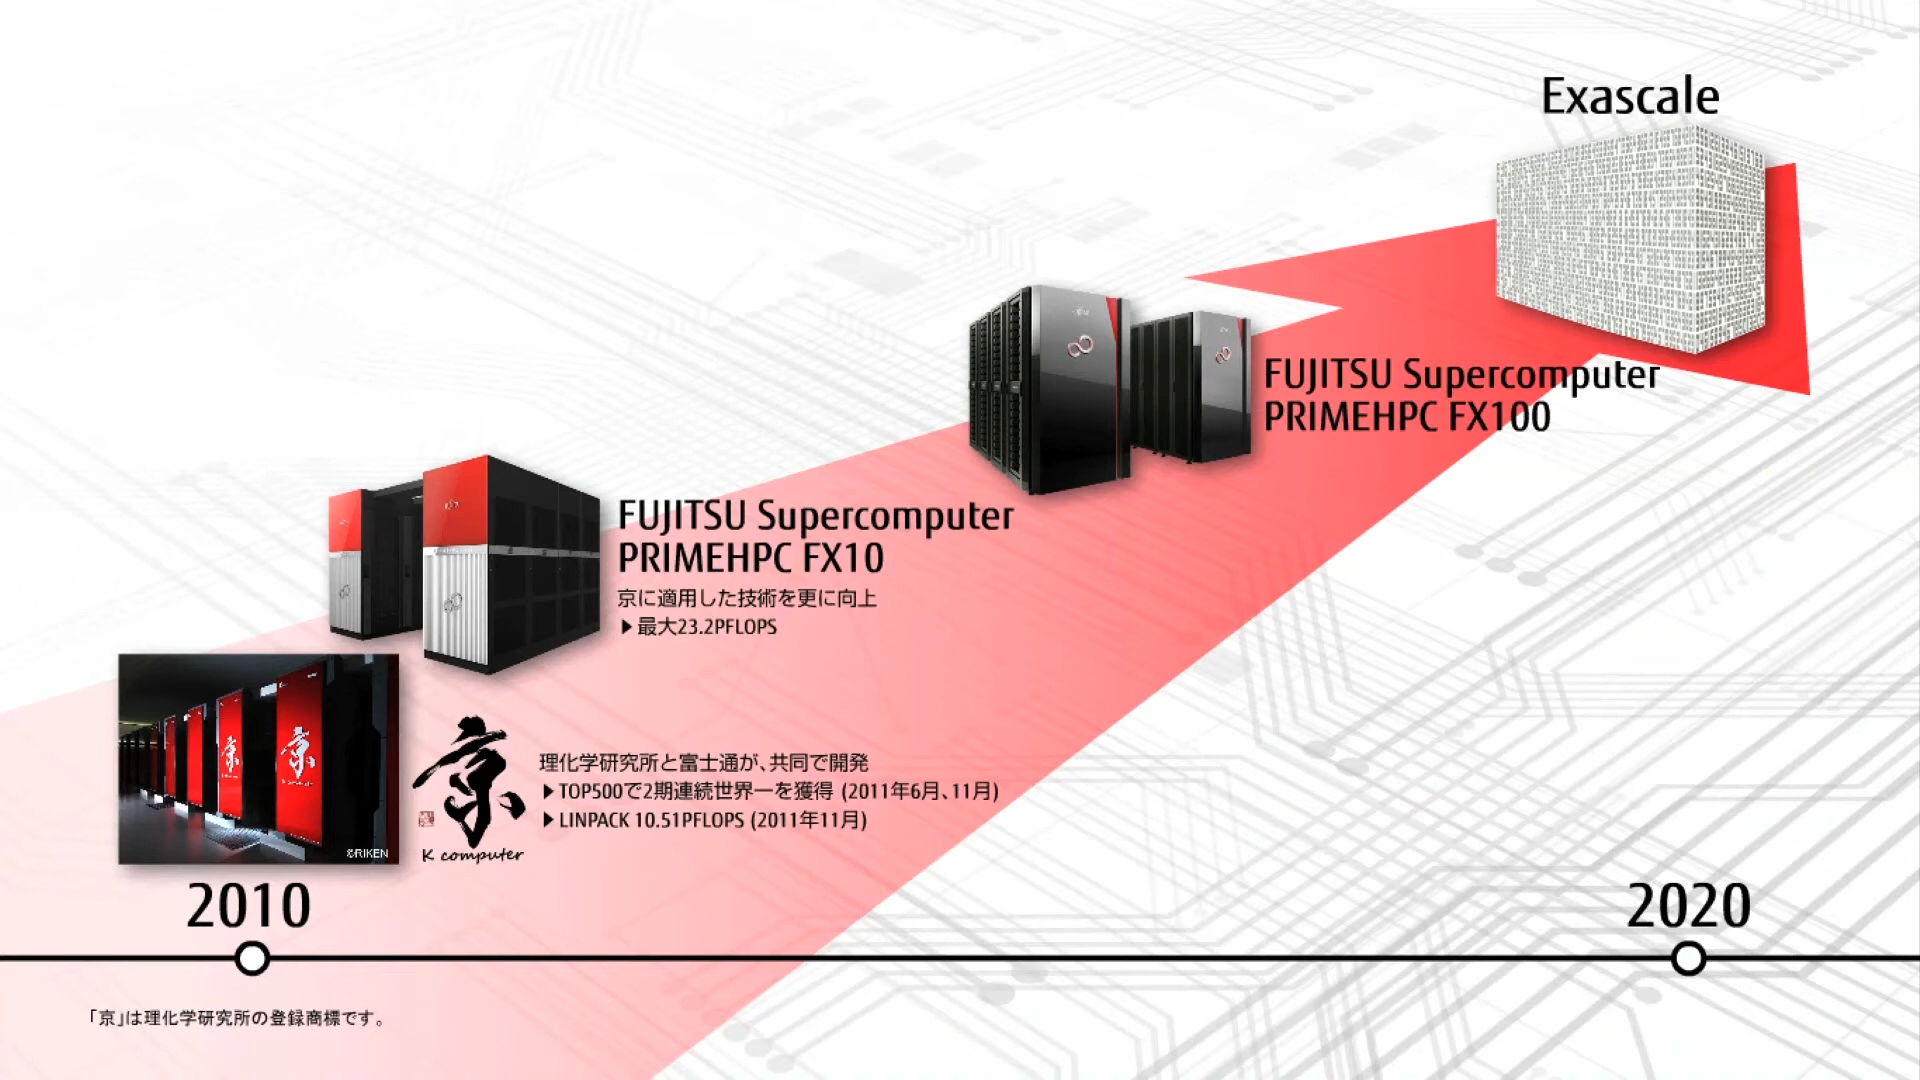 Exascale
FUJITSU Supercomputer
PRIMEHPC FX100
FUJITSU Supercomputer
PRIMEHPC FX10
京に適用した技術を更に向上
▶最大23.2PFLOPS
京
京
©RIKEN
京
K computer
理化学研究所と富士通が、共同で開発
▶TOP500で2期連続世界一を獲得 (2011年6月、11月)
▶LINPACK 10.51PFLOPS (2011年11月)
2010
2020
「京」は理化学研究所の登録商標です。